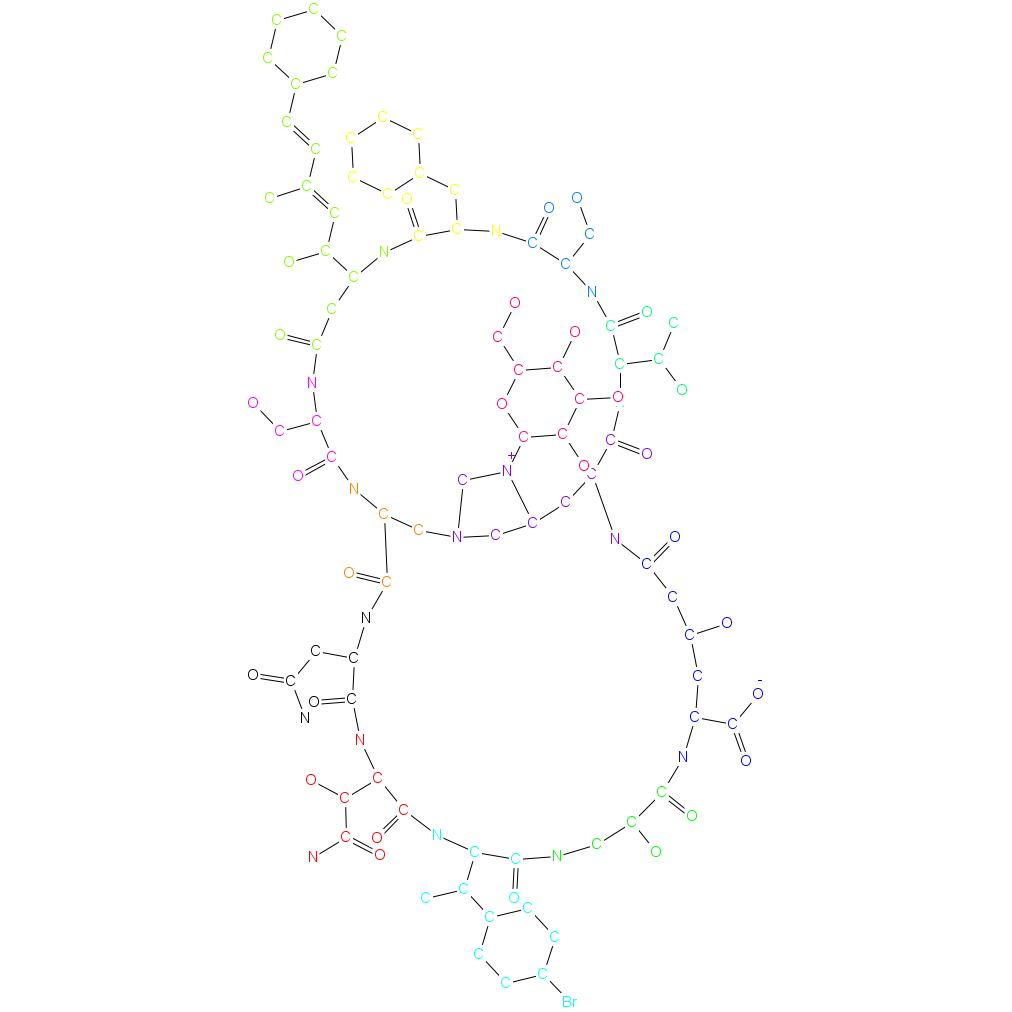 C
C C
C C
C
C C
C C C
C C C
C C
C O C
C C O
O C C N C O
N C C
O C C C N
C C O C
O C C C
C C C O
N O C C O
O C N
C C C C
O C C O
O C +
N C N C
C C C
C N C
N
O C C O
N C
C C O
O C C C
N O C
-
O
C C
N N O
O C C
C
C O O
C N C O
N O C C N C O
C O
C C O
C C
C C
C C
Br